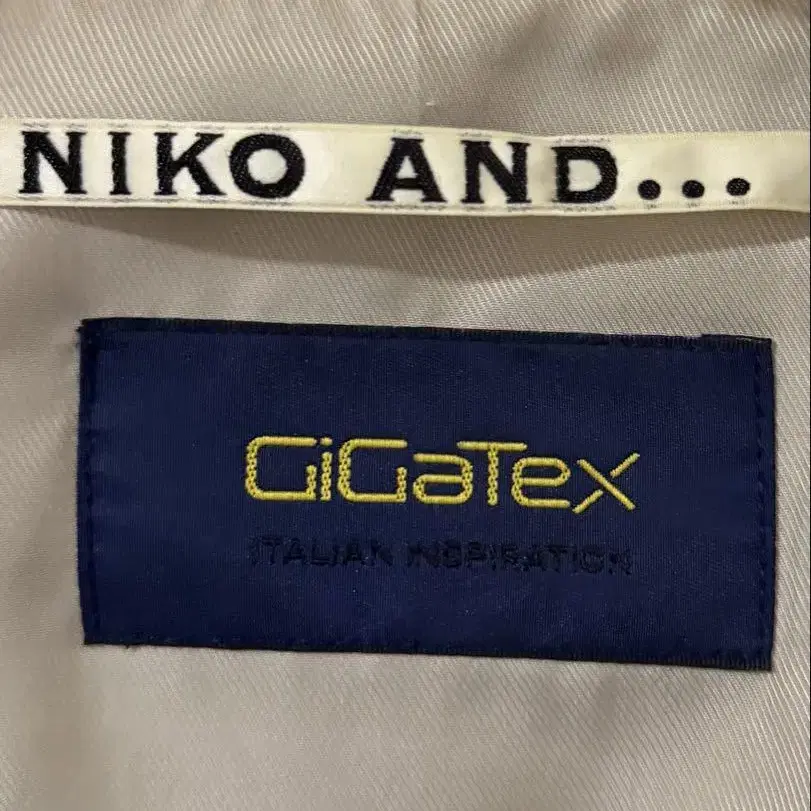 NIKO AND...
GiGaTex
ITALIAN INSPIRATION